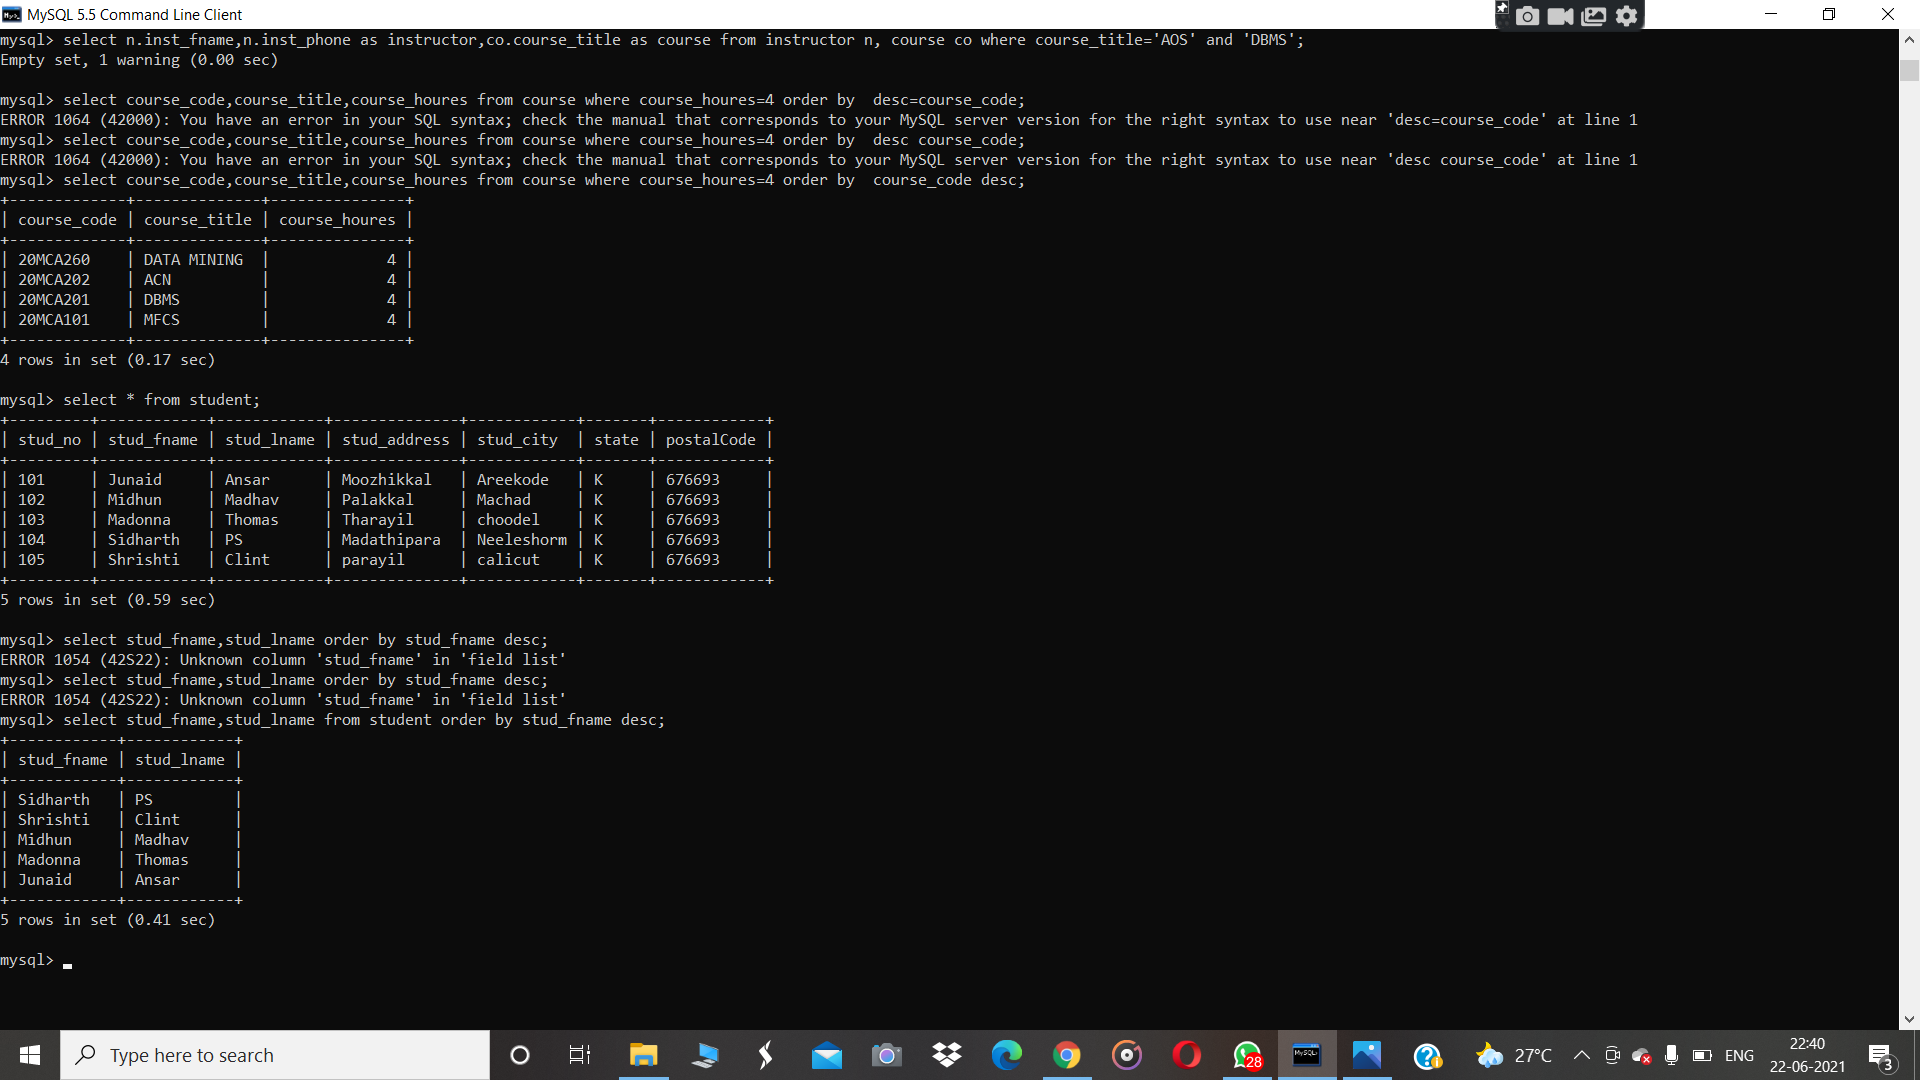 MySQL 5.5 Command Line Client
mysql> select n.inst_fname,n.inst_phone as instructor,co.course_title as course from instructor n, course co where course_title='AOS' and 'DBMS';
Empty set, 1 warning (0.00 sec)
mysql> select course_code,course_title,course_houres from course where course_houres=4 order by  desc=course_code;
ERROR 1064 (42000): You have an error in your SQL syntax; check the manual that corresponds to your MySQL server version for the right syntax to use near 'desc=course_code' at line 1
mysql> select course_code,course_title,course_houres from course where course_houres=4 order by  desc course_code;
ERROR 1064 (42000): You have an error in your SQL syntax; check the manual that corresponds to your MySQL server version for the right syntax to use near 'desc course_code' at line 1
mysql> select course_code,course_title,course_houres from course where course_houres=4 order by  course_code desc;
+-------------+--------------+---------------+
| course_code | course_title | course_houres |
+-------------+--------------+---------------+
| 20MCA260    | DATA MINING  |             4 |
| 20MCA202    | ACN          |             4 |
| 20MCA201    | DBMS         |             4 |
| 20MCA101    | MFCS         |             4 |
+-------------+--------------+---------------+
4 rows in set (0.17 sec)
mysql> select * from student;
+---------+------------+------------+--------------+------------+-------+------------+
| stud_no | stud_fname | stud_lname | stud_address | stud_city  | state | postalCode |
+---------+------------+------------+--------------+------------+-------+------------+
| 101     | Junaid     | Ansar      | Moozhikkal   | Areekode   | K     | 676693     |
| 102     | Midhun     | Madhav     | Palakkal     | Machad     | K     | 676693     |
| 103     | Madonna    | Thomas     | Tharayil     | choodel    | K     | 676693     |
| 104     | Sidharth   | PS         | Madathipara  | Neeleshorm | K     | 676693     |
| 105     | Shrishti   | Clint      | parayil      | calicut    | K     | 676693     |
+---------+------------+------------+--------------+------------+-------+------------+
5 rows in set (0.59 sec)
mysql> select stud_fname,stud_lname order by stud_fname desc;
ERROR 1054 (42S22): Unknown column 'stud_fname' in 'field list'
mysql> select stud_fname,stud_lname order by stud_fname desc;
ERROR 1054 (42S22): Unknown column 'stud_fname' in 'field list'
mysql> select stud_fname,stud_lname from student order by stud_fname desc;
+------------+------------+
| stud_fname | stud_lname |
+------------+------------+
| Sidharth   | PS         |
| Shrishti   | Clint      |
| Midhun     | Madhav     |
| Madonna    | Thomas     |
| Junaid     | Ansar      |
+------------+------------+
5 rows in set (0.41 sec)
mysql>
Type here to search
28
MySQL>
27°C
ENG
22:40
22-06-2021
3